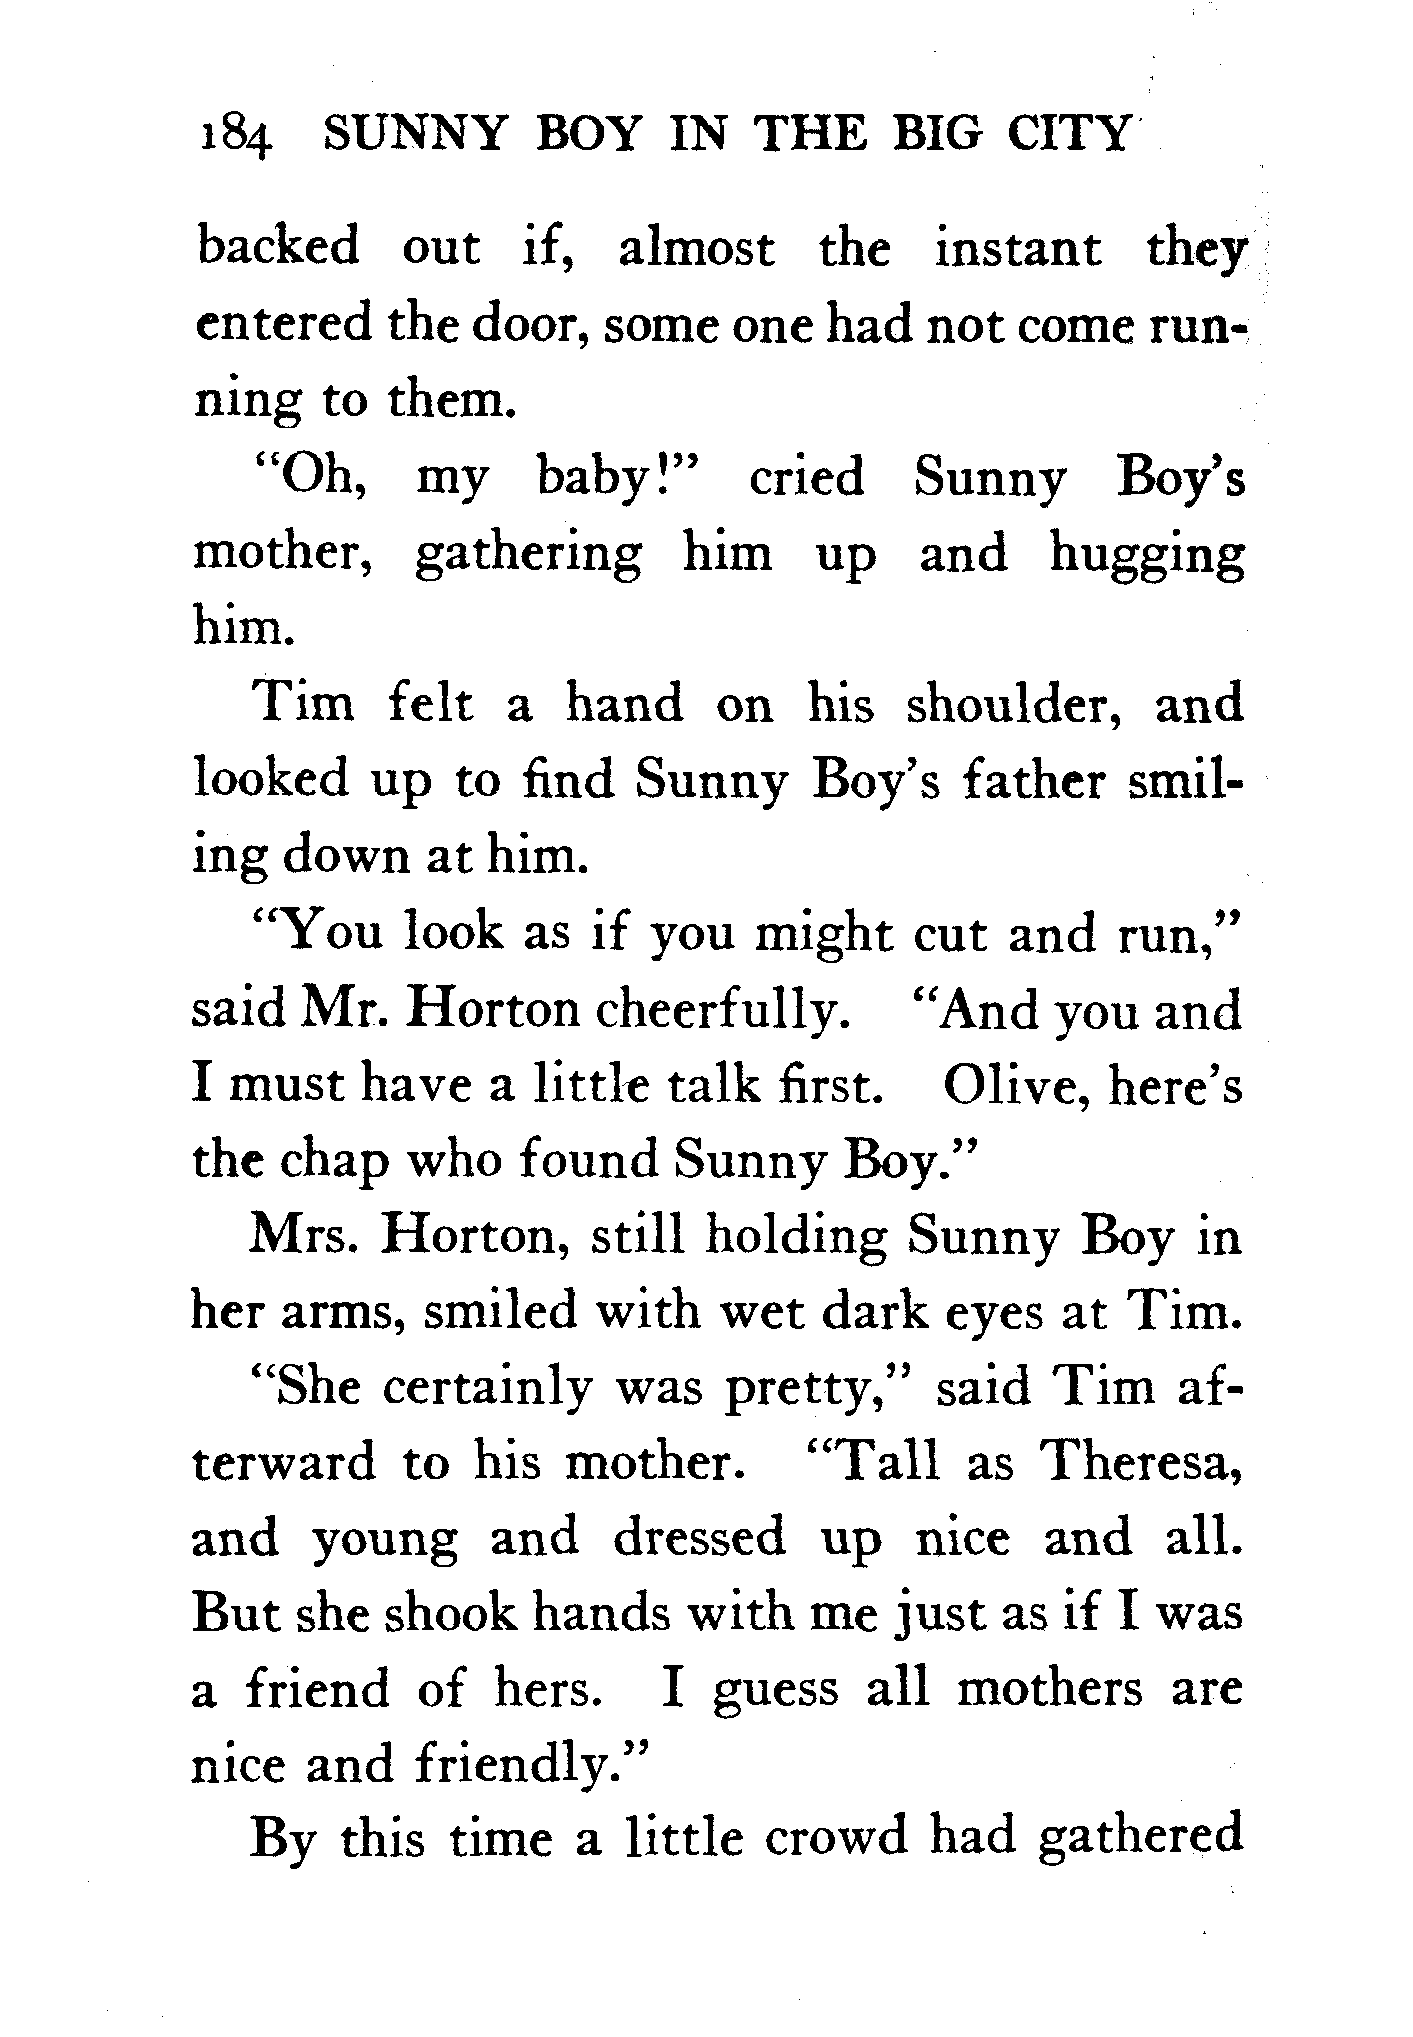 184 SUNNY BOY IN THE BIG CITY
backed out if, almost the instant they
entered the door, some one had not come run-
ning to them.
“Oh, my baby!” cried Sunny Boy’s
mother, gathering him up and hugging
him.
Tim felt a hand on his shoulder, and
looked up to find Sunny Boy’s father smil-
ing down at him.
“You look as if you might cut and run,”
said Mr. Horton cheerfully. “And you and
I must have a little talk first. Olive, here’s
the chap who found Sunny Boy.”
Mrs. Horton, still holding Sunny Boy in
her arms, smiled with wet dark eyes at Tim.
“She certainly was pretty,” said Tim af-
terward to his mother. “Tall as Theresa,
and young and dressed up nice and all.
But she shook hands with me just as if I was
a friend of hers. I guess all mothers are
nice and friendly.”
By this time a little crowd had gathered